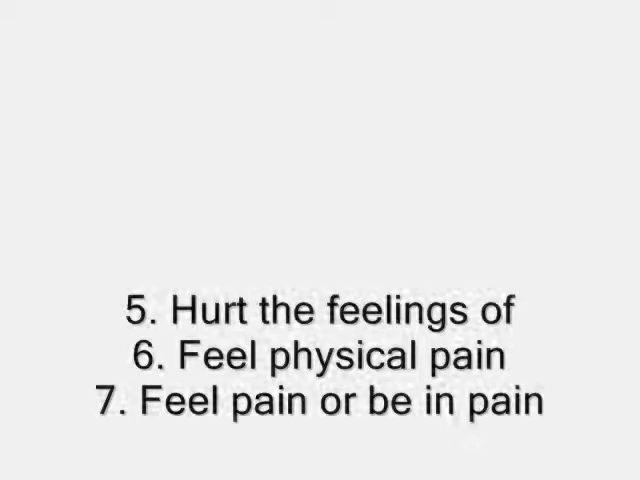 5. Hurt the feelings of
6. Feel physical pain
7. Feel pain or be in pain